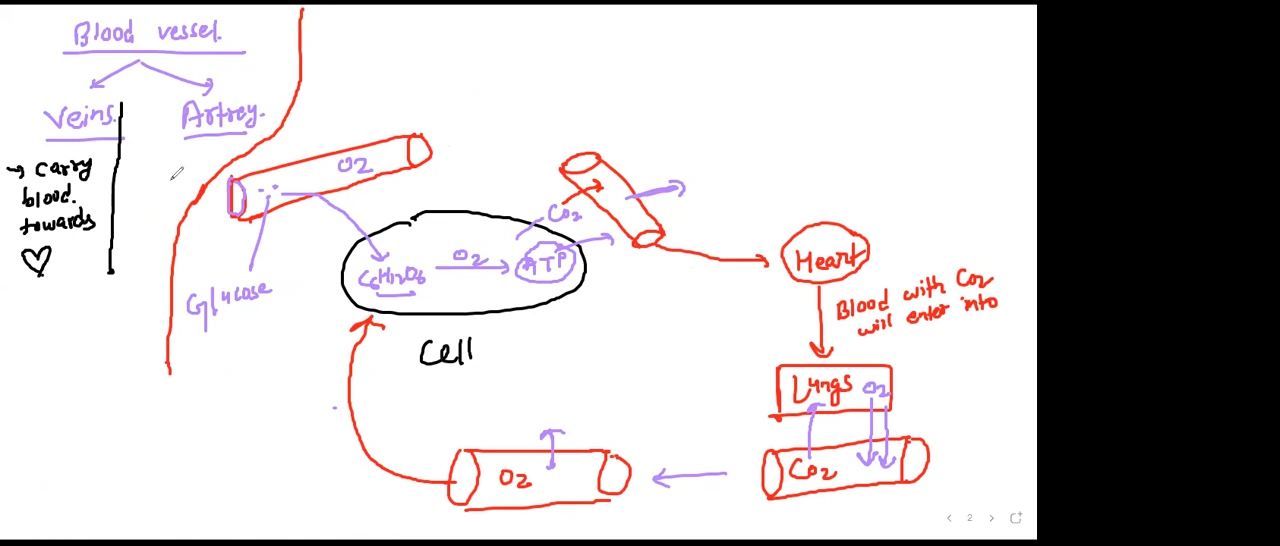 Blood vessel.
Veins.
Artrey.
→ carry
blood.
towards
O2
Glucose
C6H12O6
O2
ATP
CO2
Cell
Heart
Blood with CO2
will enter into
Lungs O2
CO2
O2
< 2 >